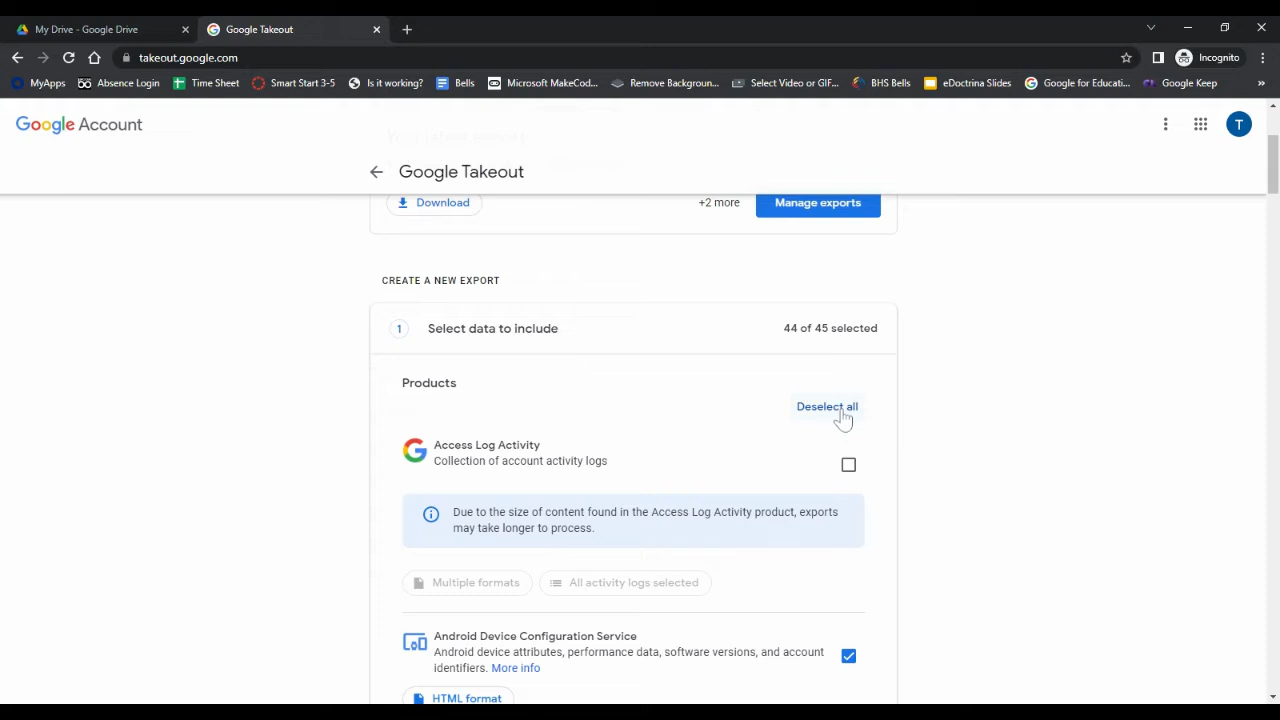 My Drive - Google Drive
Google Takeout
takeout.google.com
Incognito
MyApps
Absence Login
Time Sheet
Smart Start 3-5
Is it working?
Bells
Microsoft MakeCod...
Remove Backgroun...
Select Video or GIF...
BHS Bells
eDoctrina Slides
Google for Educati...
Google Keep
»
Google Account
T
Google Takeout
Download
+2 more
Manage exports
CREATE A NEW EXPORT
1
Select data to include
44 of 45 selected
Products
Deselect all
Access Log Activity
Collection of account activity logs
Due to the size of content found in the Access Log Activity product, exports
may take longer to process.
Multiple formats
All activity logs selected
Android Device Configuration Service
Android device attributes, performance data, software versions, and account
identifiers. More info
HTML format